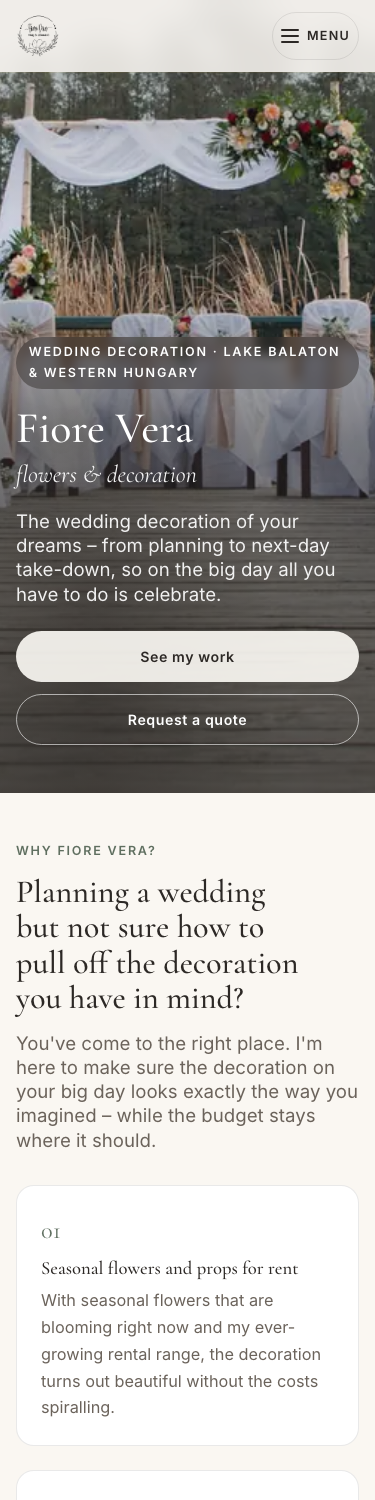 MENU
WEDDING DECORATION · LAKE BALATON
& WESTERN HUNGARY
Fiore Vera
flowers & decoration
The wedding decoration of your
dreams – from planning to next-day
take-down, so on the big day all you
have to do is celebrate.
See my work
Request a quote
WHY FIORE VERA?
Planning a wedding
but not sure how to
pull off the decoration
you have in mind?
You've come to the right place. I'm
here to make sure the decoration on
your big day looks exactly the way you
imagined – while the budget stays
where it should.
01
Seasonal flowers and props for rent
With seasonal flowers that are
blooming right now and my ever-
growing rental range, the decoration
turns out beautiful without the costs
spiralling.